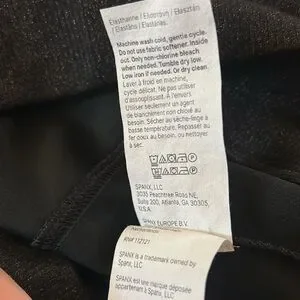 Elasthanne / Elaszan / Elasztán
/ Elastano / Elastānas.
Machine wash cold, gentle cycle.
Do not use fabric softener. Inside
out. Only non-chlorine bleach
when needed. Tumble dry low.
Low iron if needed. Or dry clean.
Laver à froid en machine,
cycle délicat. Ne pas utiliser
d'assouplissant. À l'envers.
Utiliser seulement un agent
de blanchiment non chloré au
besoin. Sécher au sèche-linge à
basse température. Repasser à fer
doux au besoin, ou nettoyer
à sec.
SPANX, LLC
3035 Peachtree Road NE,
Suite 200, Atlanta, GA 30305,
U.S.A.
SPANX EUROPE B.V.
RN# 112121
SPANX is a trademark owned by
Spanx, LLC.
SPANX est une marque déposée
appartenant à Spanx, LLC